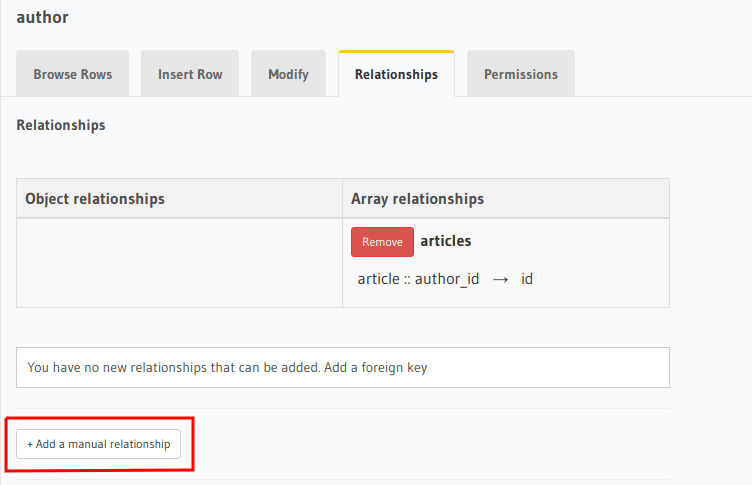 author
Browse Rows Insert Row Modify Relationships Permissions
Relationships
Object relationships Array relationships
Remove articles
article :: author_id → id
You have no new relationships that can be added. Add a foreign key
+ Add a manual relationship